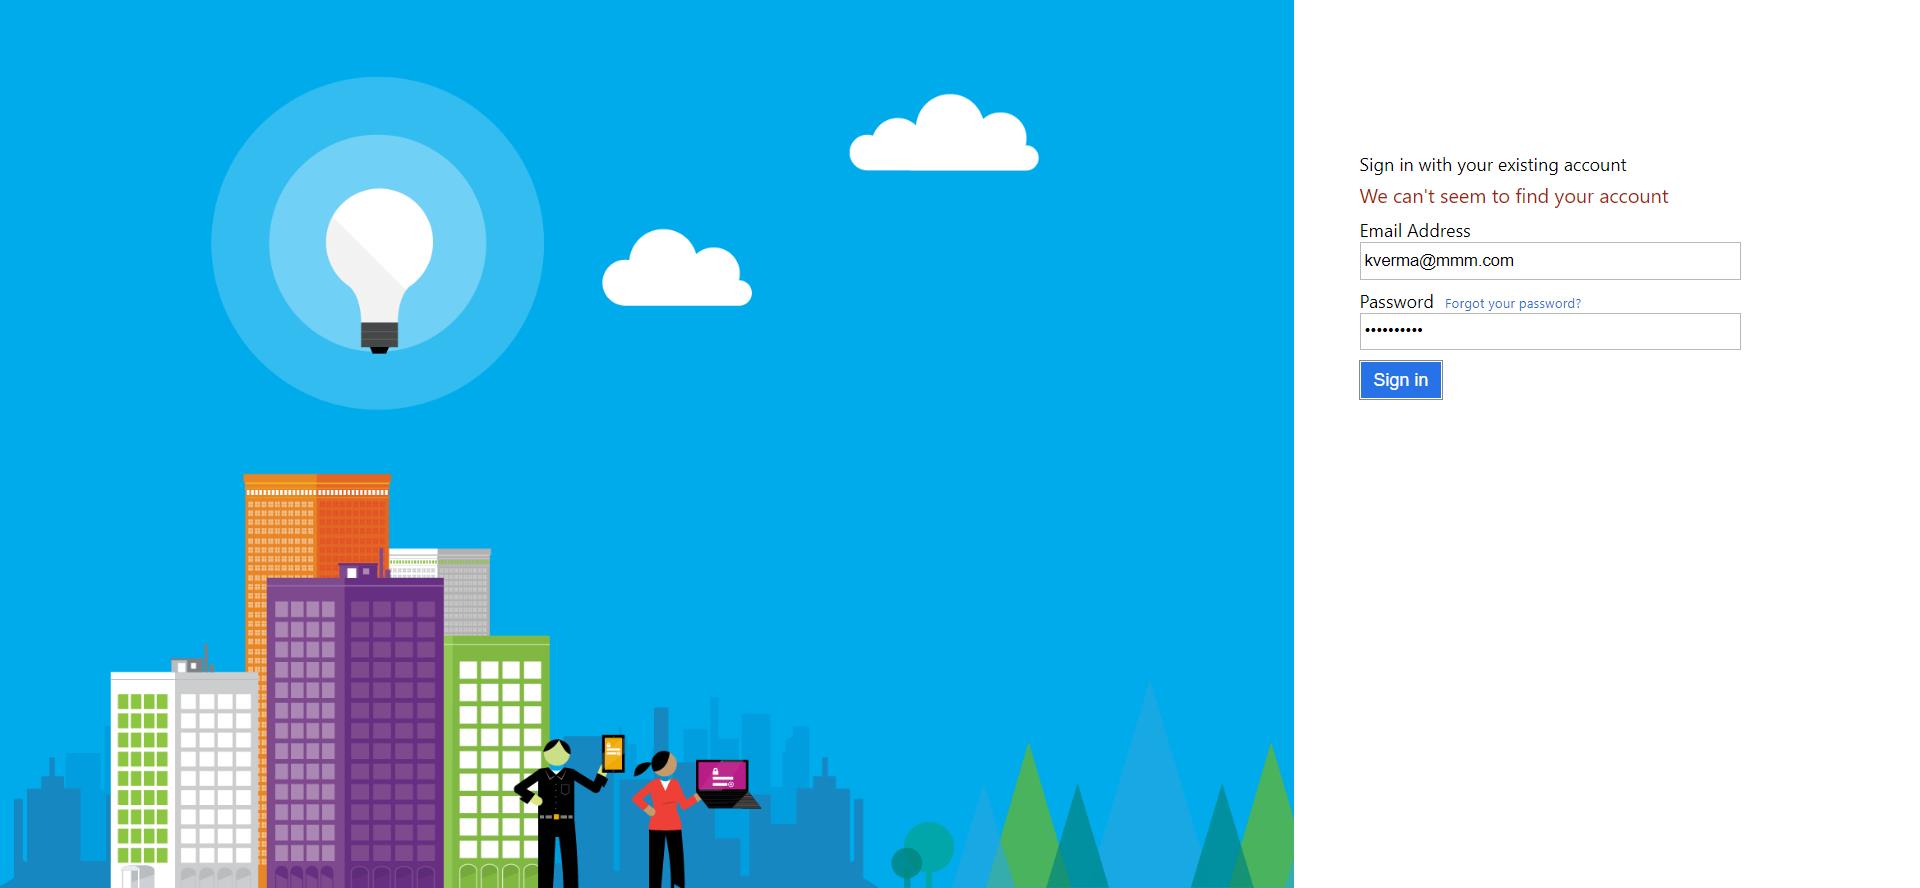 Sign in with your existing account
We can't seem to find your account
Email Address
kverma@mmm.com
Password Forgot your password?
••••••••••
Sign in